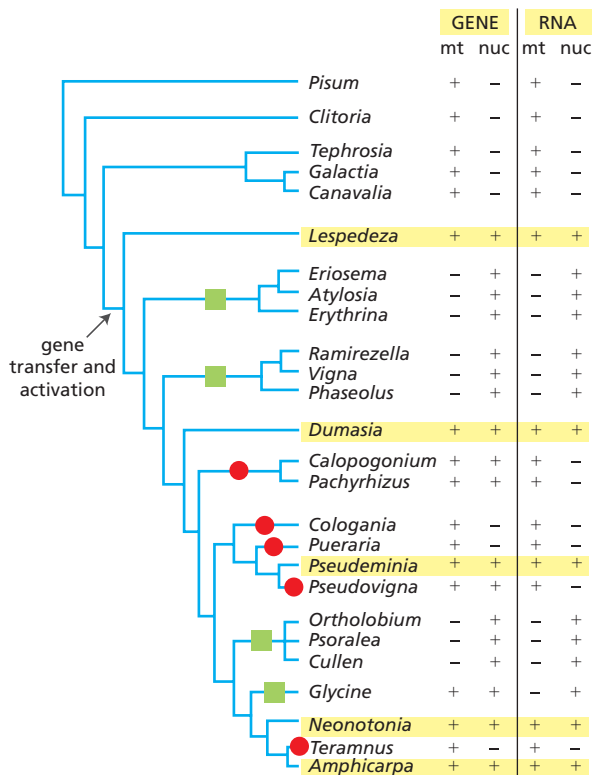 GENE RNA
mt nuc mt nuc
Pisum + – + –
Clitoria + – + –
Tephrosia + – + –
Galactia + – + –
Canavalia + – + –
Lespedeza + + + +
Eriosema – + – +
Atylosia – + – +
Erythrina – + – +
gene
transfer and
activation
Ramirezella – + – +
Vigna – + – +
Phaseolus – + – +
Dumasia + + + +
Calopogonium + + + –
Pachyrhizus + + + –
Cologania + – + –
Pueraria + – + –
Pseudeminia + + + +
Pseudovigna + + + –
Ortholobium – + – +
Psoralea – + – +
Cullen – + – +
Glycine + + – +
Neonotonia + + + +
Teramnus + – + –
Amphicarpa + + + +